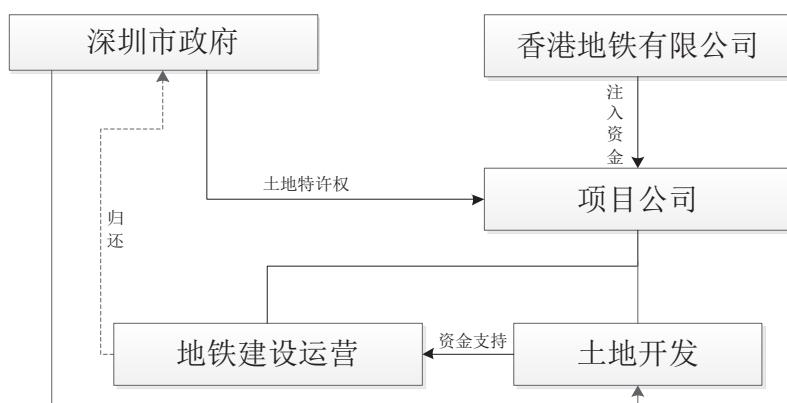 深圳市政府
香港地铁有限公司
注入资金
土地特许权
项目公司
归还
地铁建设运营
资金支持
土地开发